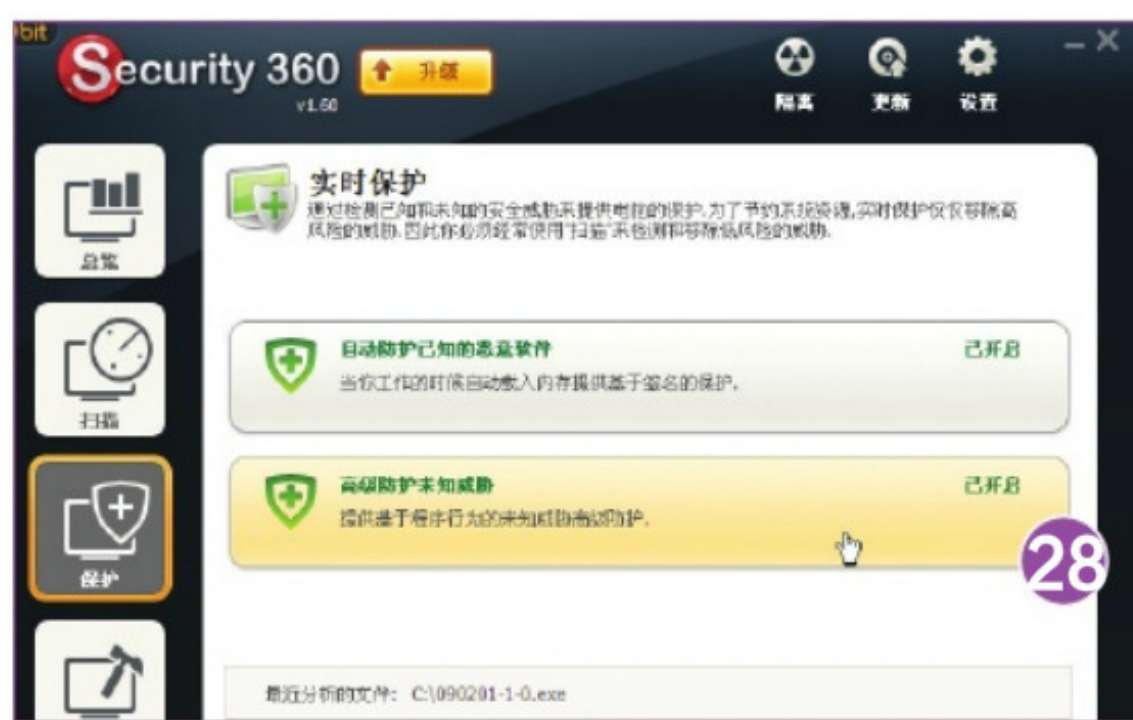 bit
Security 360
升级
v1.60
隔离
更新
设置
总览
扫描
保护
实时保护
通过检测已知和未知的安全威胁来提供电脑的保护.为了节约系统资源,实时保护仅仅移除高
风险的威胁.因此你必须经常使用"扫描"来检测和移除低风险的威胁.
自动防护已知的恶意软件
已开启
当你工作的时候自动载入内存提供基于签名的保护.
高级防护未知威胁
已开启
提供基于程序行为的未知威胁高级防护.
28
最近分析的文件: C:\090201-1-0.exe